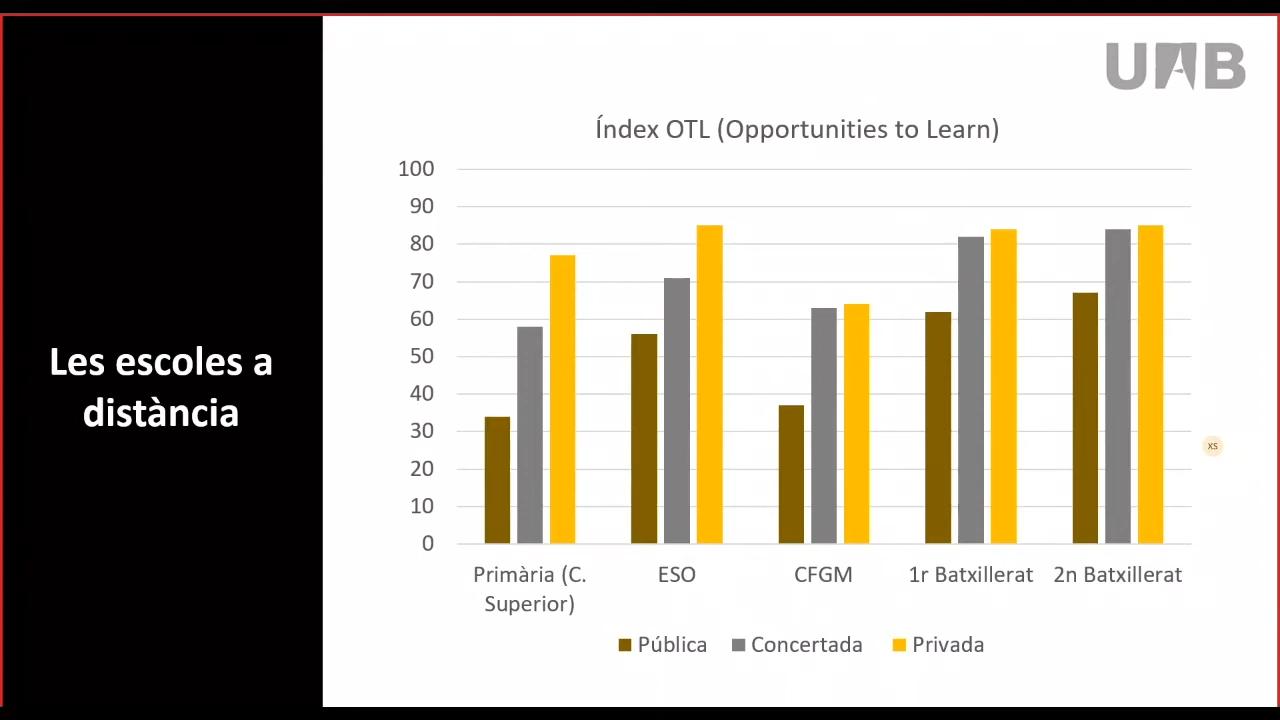 UAB
Índex OTL (Opportunities to Learn)
100
90
80
70
60
50
40
30
20
10
0
Primària (C.
Superior)
ESO
CFGM
1r Batxillerat
2n Batxillerat
Pública
Concertada
Privada
Les escoles a
distància
XS